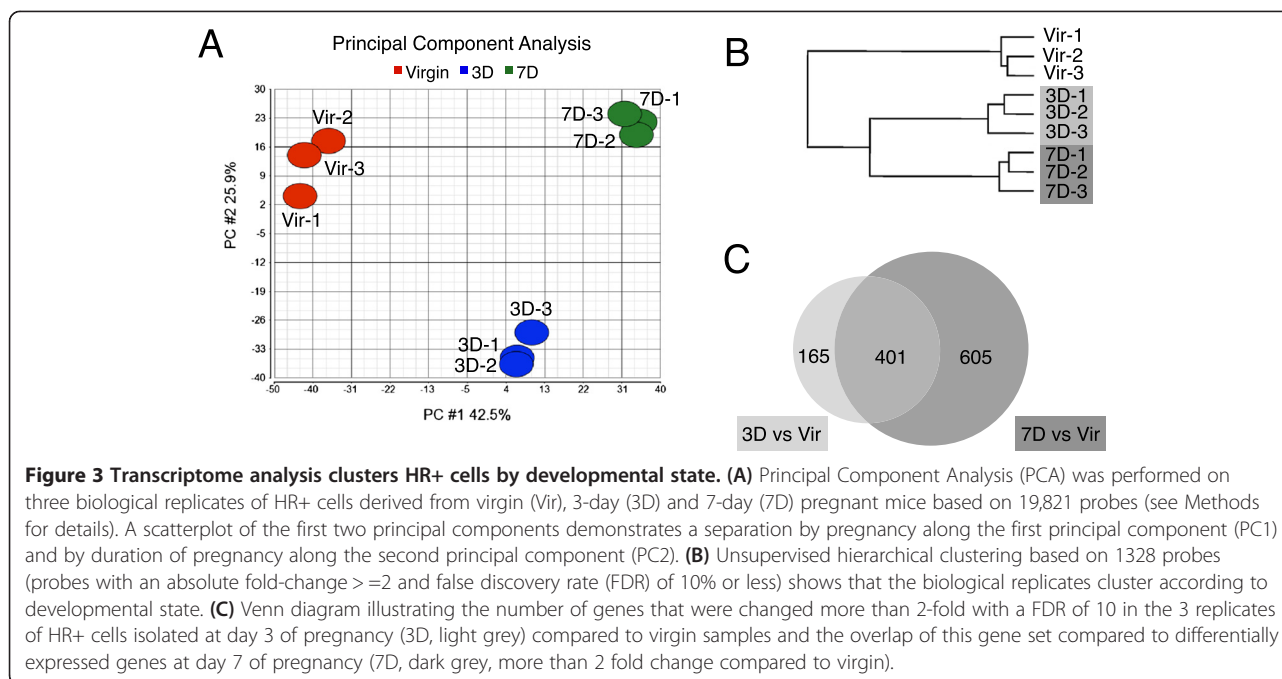 A
Principal Component Analysis
Virgin 3D 7D
30
23
16
9
2
-5
-12
-19
-26
-33
-40
PC #2 25.9%
-50 -40 -31 -22 -13 -5 4 13 22 31 40
PC #1 42.5%
Vir-2
Vir-3
Vir-1
7D-1
7D-3
7D-2
3D-3
3D-1
3D-2
B
Vir-1
Vir-2
Vir-3
3D-1
3D-2
3D-3
7D-1
7D-2
7D-3
C
165 401 605
3D vs Vir 7D vs Vir
Figure 3 Transcriptome analysis clusters HR+ cells by developmental state. (A) Principal Component Analysis (PCA) was performed on
three biological replicates of HR+ cells derived from virgin (Vir), 3-day (3D) and 7-day (7D) pregnant mice based on 19,821 probes (see Methods
for details). A scatterplot of the first two principal components demonstrates a separation by pregnancy along the first principal component (PC1)
and by duration of pregnancy along the second principal component (PC2). (B) Unsupervised hierarchical clustering based on 1328 probes
(probes with an absolute fold-change > =2 and false discovery rate (FDR) of 10% or less) shows that the biological replicates cluster according to
developmental state. (C) Venn diagram illustrating the number of genes that were changed more than 2-fold with a FDR of 10 in the 3 replicates
of HR+ cells isolated at day 3 of pregnancy (3D, light grey) compared to virgin samples and the overlap of this gene set compared to differentially
expressed genes at day 7 of pregnancy (7D, dark grey, more than 2 fold change compared to virgin).